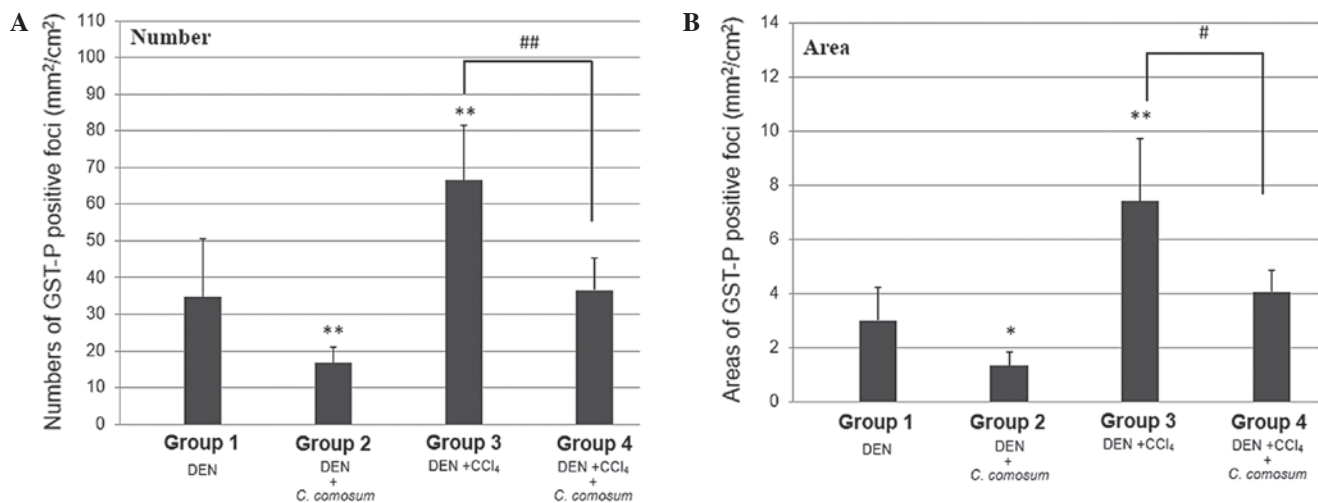 A
Number
Numbers of GST-P positive foci (mm²/cm²)
110
100
90
80
70
60
50
40
30
20
10
0
**
**
##
Group 1
DEN
Group 2
DEN
+
C. comosum
Group 3
DEN +CCl₄
Group 4
DEN +CCl₄
+
C. comosum
B
Area
Areas of GST-P positive foci (mm²/cm²)
14
12
10
8
6
4
2
0
*
**
#
Group 1
DEN
Group 2
DEN
+
C. comosum
Group 3
DEN +CCl₄
Group 4
DEN +CCl₄
+
C. comosum